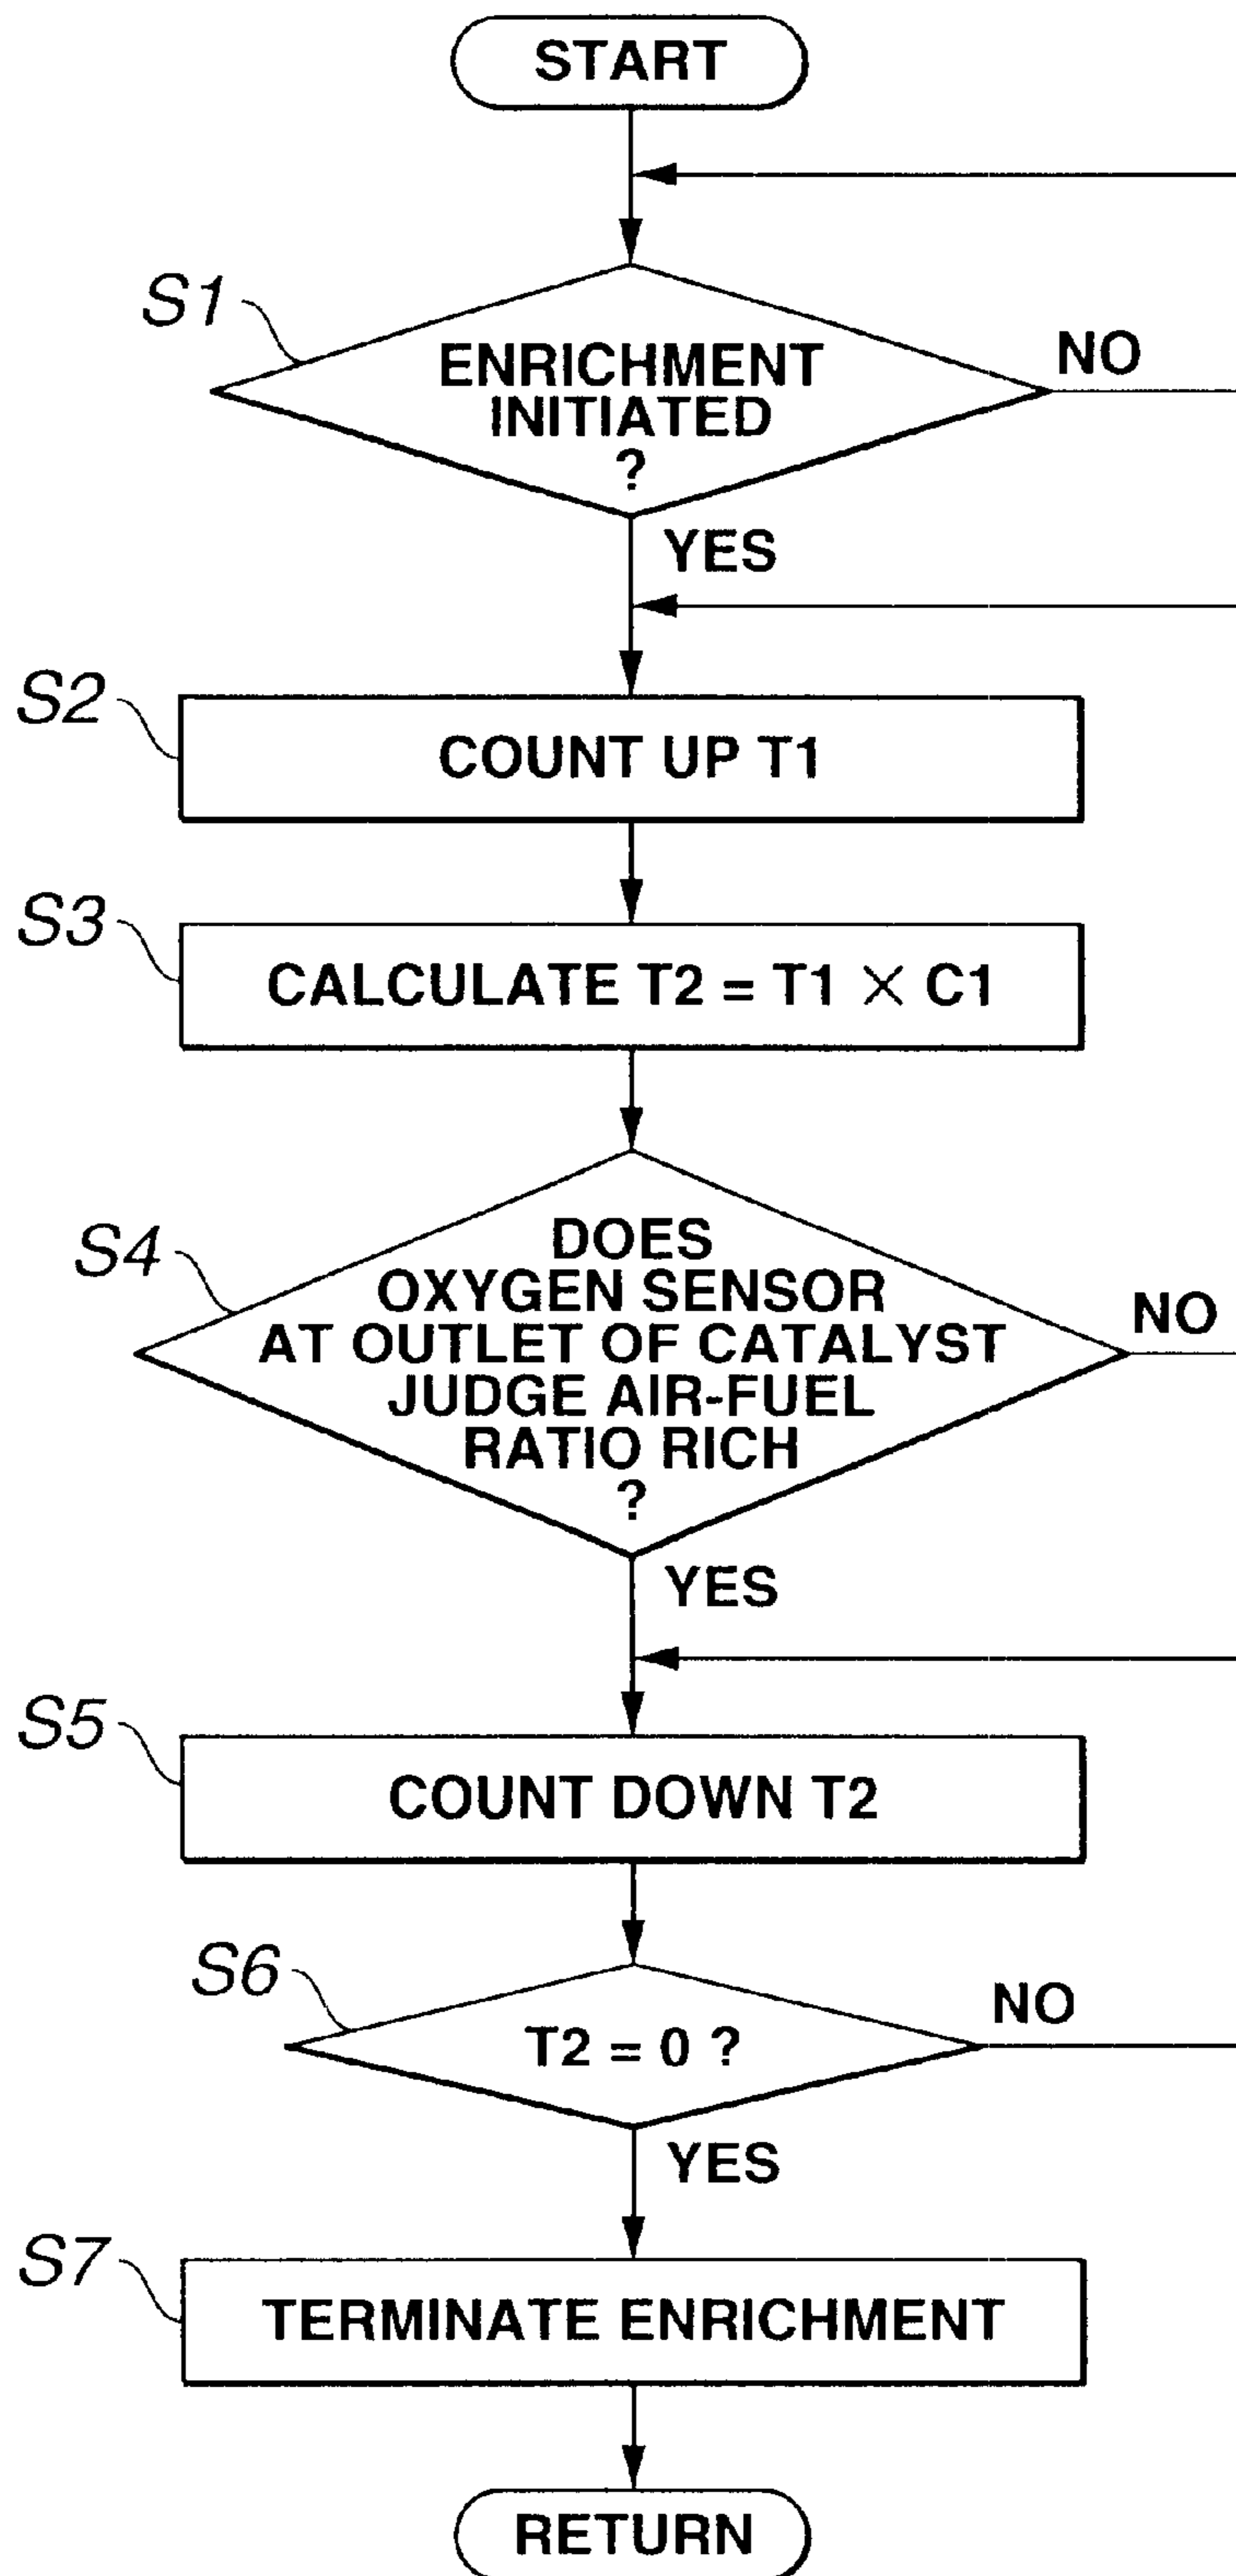 START
S1
ENRICHMENT
INITIATED
?
NO
YES
S2
COUNT UP T1
S3
CALCULATE T2 = T1 × C1
S4
DOES
OXYGEN SENSOR
AT OUTLET OF CATALYST
JUDGE AIR-FUEL
RATIO RICH
?
NO
YES
S5
COUNT DOWN T2
S6
T2 = 0 ?
NO
YES
S7
TERMINATE ENRICHMENT
RETURN